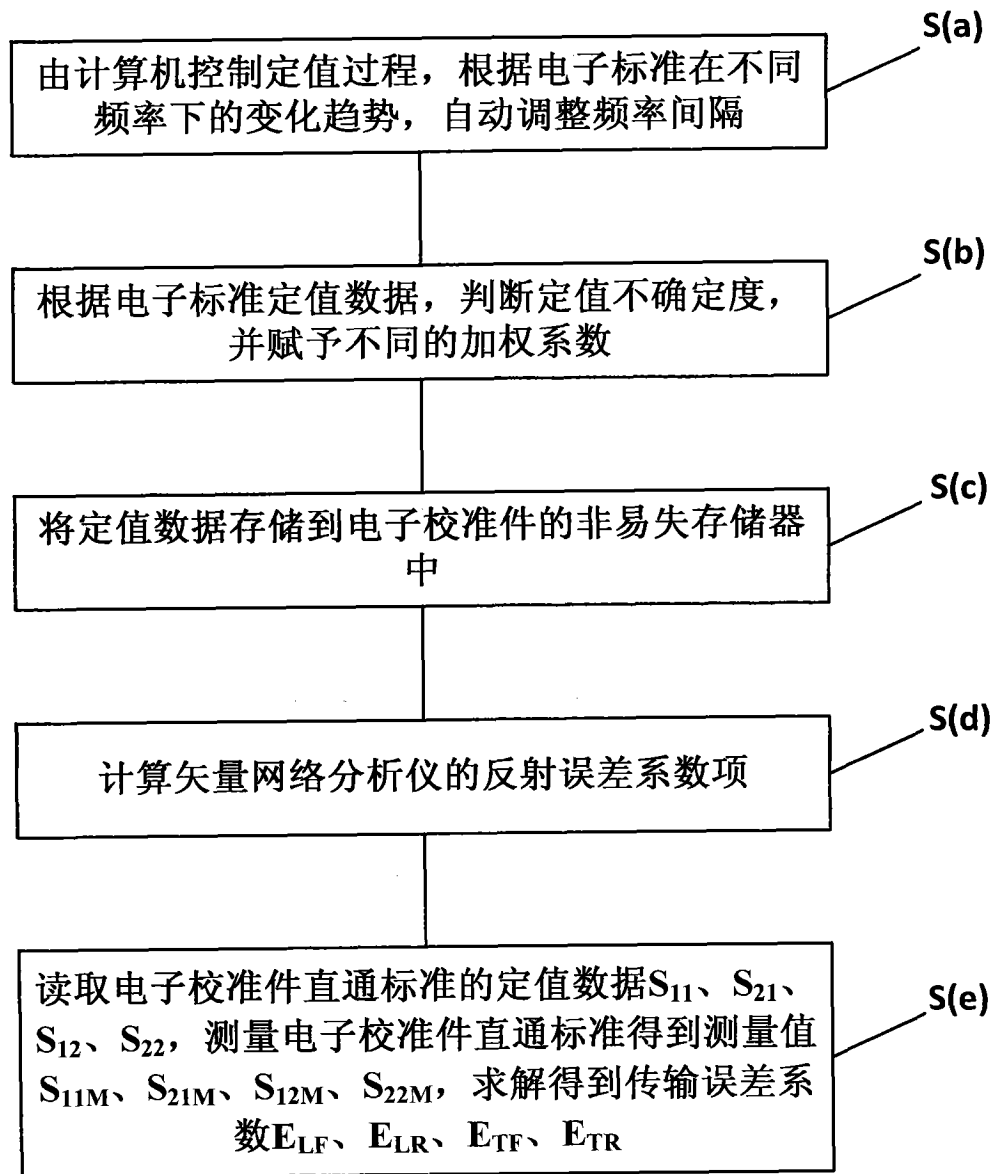 S(a)
由计算机控制定值过程，根据电子标准在不同
频率下的变化趋势，自动调整频率间隔
S(b)
根据电子标准定值数据，判断定值不确定度，
并赋予不同的加权系数
S(c)
将定值数据存储到电子校准件的非易失存储器
中
S(d)
计算矢量网络分析仪的反射误差系数项
S(e)
读取电子校准件直通标准的定值数据S₁₁、S₂₁、
S₁₂、S₂₂，测量电子校准件直通标准得到测量值
S₁₁M、S₂₁M、S₁₂M、S₂₂M，求解得到传输误差系
数E_LF、E_LR、E_TF、E_TR